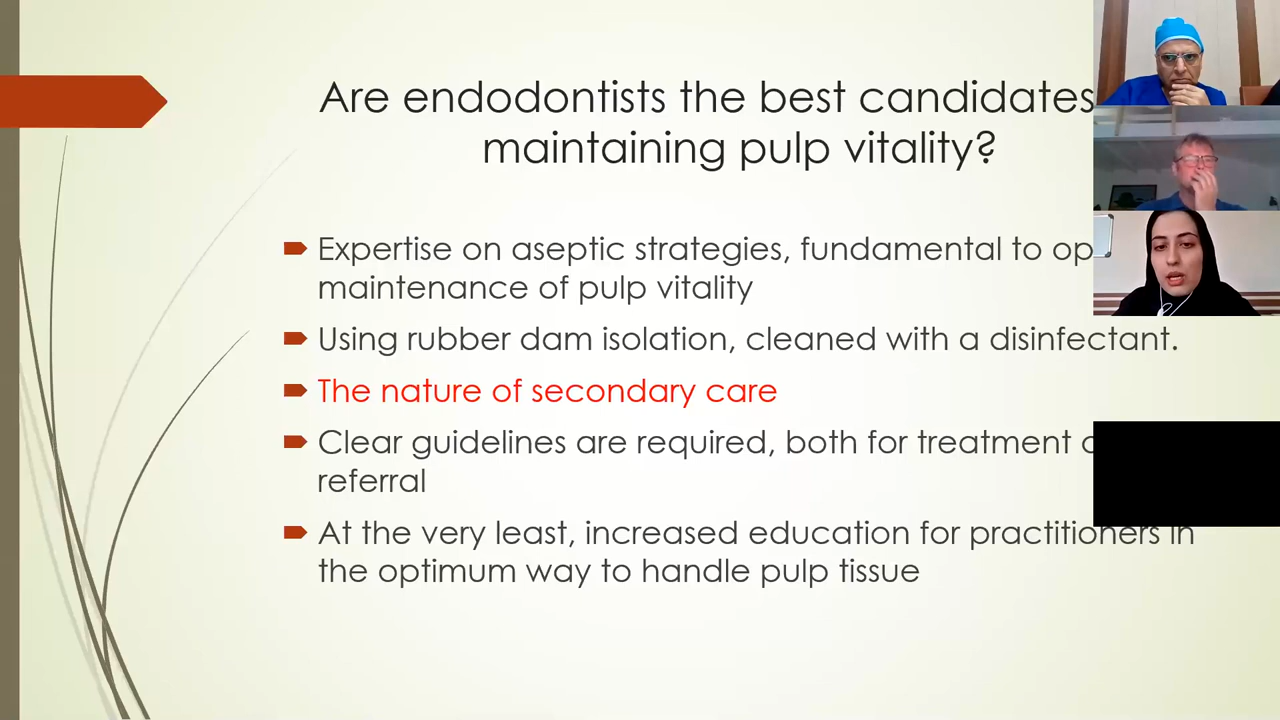 Are endodontists the best candidates
maintaining pulp vitality?
Expertise on aseptic strategies, fundamental to
maintenance of pulp vitality
Using rubber dam isolation, cleaned with a disinfectant.
The nature of secondary care
Clear guidelines are required, both for treatment
referral
At the very least, increased education for practitioners in
the optimum way to handle pulp tissue